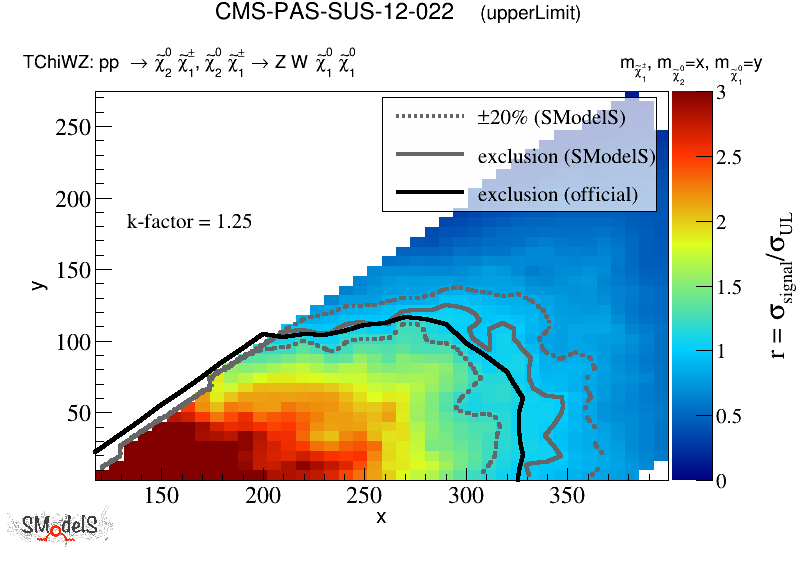 CMS-PAS-SUS-12-022 (upperLimit)
TChiWZ: pp → χ̃⁰₂ χ̃±₁, χ̃⁰₂ χ̃±₁ → Z W χ̃⁰₁ χ̃⁰₁
m_χ̃±₁, m_χ̃⁰₂=x, m_χ̃⁰₁=y
±20% (SModelS)
exclusion (SModelS)
exclusion (official)
k-factor = 1.25
250
200
150
100
50
y
150 200 250 300 350
x
3
2.5
2
1.5
1
0.5
0
r = σ_signal/σ_UL
SModelS